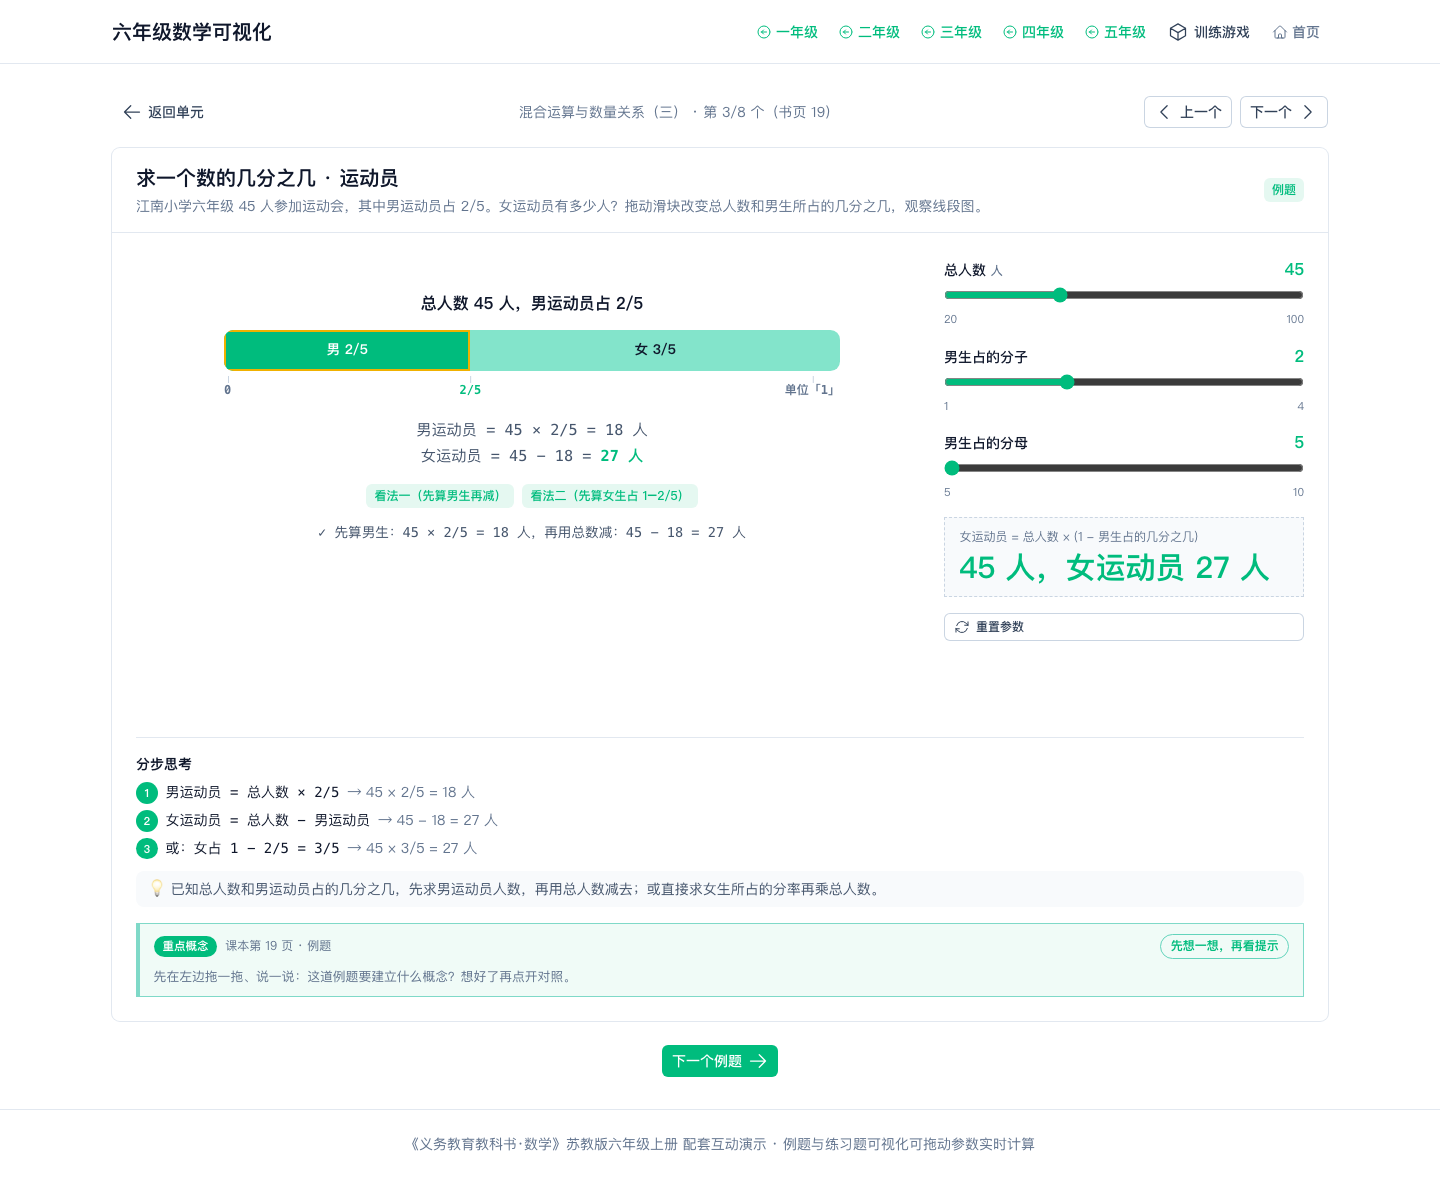 六年级数学可视化
一年级 二年级 三年级 四年级 五年级 训练游戏 首页
返回单元
混合运算与数量关系（三） · 第 3/8 个（书页 19）
上一个 下一个
求一个数的几分之几 · 运动员
江南小学六年级 45 人参加运动会，其中男运动员占 2/5。女运动员有多少人？拖动滑块改变总人数和男生所占的几分之几，观察线段图。
例题
总人数 45 人，男运动员占 2/5
男 2/5 女 3/5
0 2/5 单位「1」
男运动员 = 45 × 2/5 = 18 人
女运动员 = 45 − 18 = 27 人
看法一（先算男生再减） 看法二（先算女生占 1−2/5）
✓ 先算男生：45 × 2/5 = 18 人，再用总数减：45 − 18 = 27 人
总人数 人 45
20 100
男生占的分子 2
1 4
男生占的分母 5
5 10
女运动员 = 总人数 × (1 − 男生占的几分之几)
45 人，女运动员 27 人
重置参数
分步思考
1 男运动员 = 总人数 × 2/5 → 45 × 2/5 = 18 人
2 女运动员 = 总人数 − 男运动员 → 45 − 18 = 27 人
3 或：女占 1 − 2/5 = 3/5 → 45 × 3/5 = 27 人
💡 已知总人数和男运动员占的几分之几，先求男运动员人数，再用总人数减去；或直接求女生所占的分率再乘总人数。
重点概念 课本第 19 页 · 例题
先想一想，再看提示
先在左边拖一拖、说一说：这道例题要建立什么概念？想好了再点开对照。
下一个例题
《义务教育教科书·数学》苏教版六年级上册 配套互动演示 · 例题与练习题可视化可拖动参数实时计算